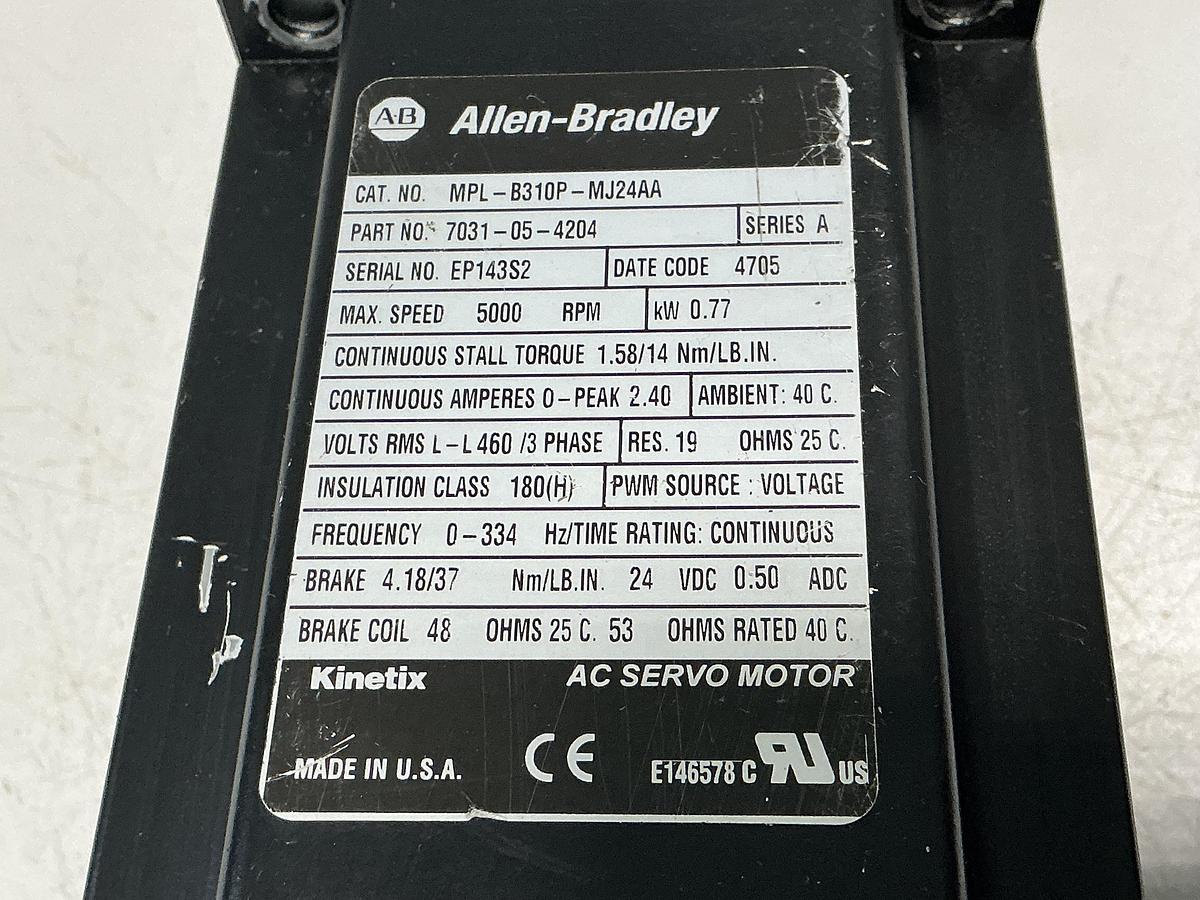 A-B Allen-Bradley
CAT. NO. MPL-B310P-MJ24AA
PART NO. 7031-05-4204 SERIES A
SERIAL NO. EP143S2 DATE CODE 4705
MAX. SPEED 5000 RPM kW 0.77
CONTINUOUS STALL TORQUE 1.58/14 Nm/LB.IN.
CONTINUOUS AMPERES 0-PEAK 2.40 AMBIENT: 40 C.
VOLTS RMS L-L 460 /3 PHASE RES. 19 OHMS 25 C.
INSULATION CLASS 180(H) PWM SOURCE : VOLTAGE
FREQUENCY 0-334 Hz/TIME RATING: CONTINUOUS
BRAKE 4.18/37 Nm/LB.IN. 24 VDC 0.50 ADC
BRAKE COIL 48 OHMS 25 C. 53 OHMS RATED 40 C.
Kinetix AC SERVO MOTOR
MADE IN U.S.A. CE E146578 C RU US